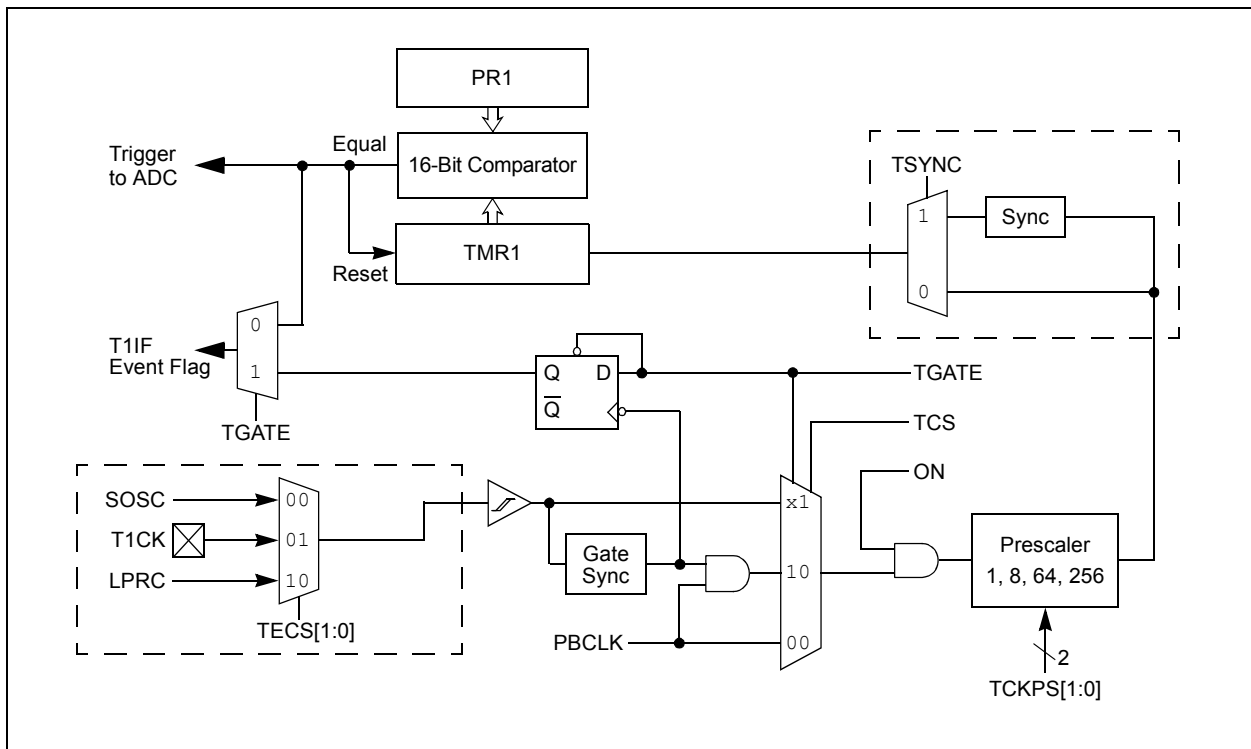 PR1
Equal
16-Bit Comparator
Trigger
to ADC
TSYNC
1
Sync
TMR1
Reset
0
0
T1IF
Event Flag
1
Q D
Q
TGATE
TGATE
TCS
ON
SOSC
00
T1CK
01
LPRC
10
TECS[1:0]
x1
Gate
Sync
10
PBCLK
00
Prescaler
1, 8, 64, 256
2
TCKPS[1:0]